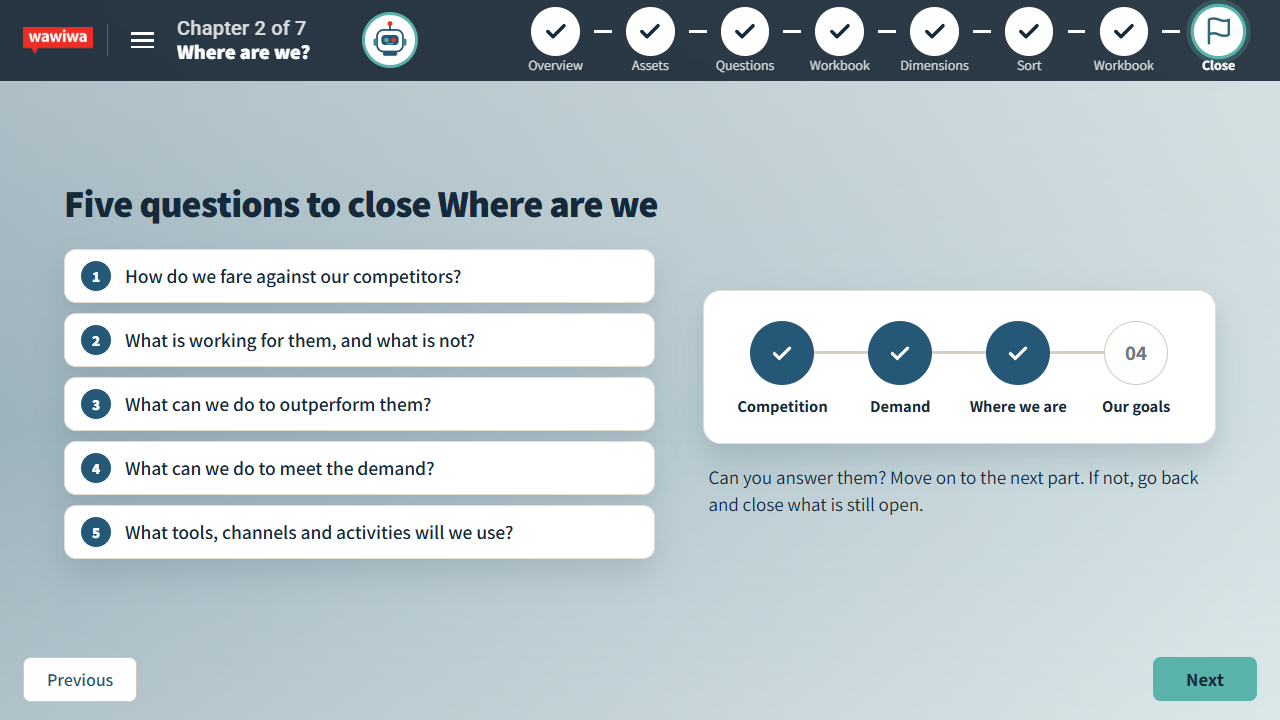 wawiwa
Chapter 2 of 7
Where are we?
Overview
Assets
Questions
Workbook
Dimensions
Sort
Workbook
Close
Five questions to close Where are we
1 How do we fare against our competitors?
2 What is working for them, and what is not?
3 What can we do to outperform them?
4 What can we do to meet the demand?
5 What tools, channels and activities will we use?
04
Competition
Demand
Where we are
Our goals
Can you answer them? Move on to the next part. If not, go back
and close what is still open.
Previous
Next